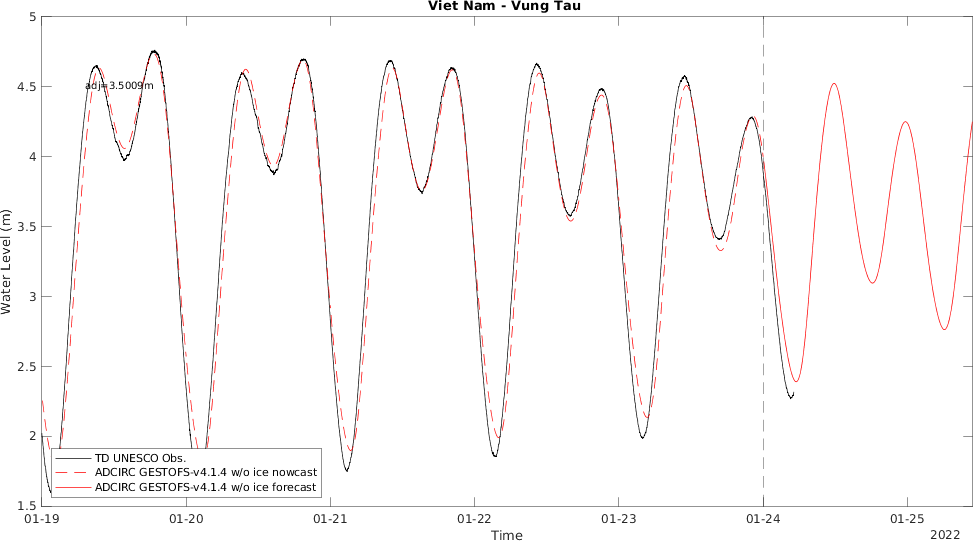 Viet Nam - Vung Tau
5
4.5
4
3.5
3
2.5
2
1.5
Water Level (m)
adj=3.5009m
TD UNESCO Obs.
ADCIRC GESTOFS-v4.1.4 w/o ice nowcast
ADCIRC GESTOFS-v4.1.4 w/o ice forecast
01-19
01-20
01-21
01-22
01-23
01-24
01-25
Time
2022